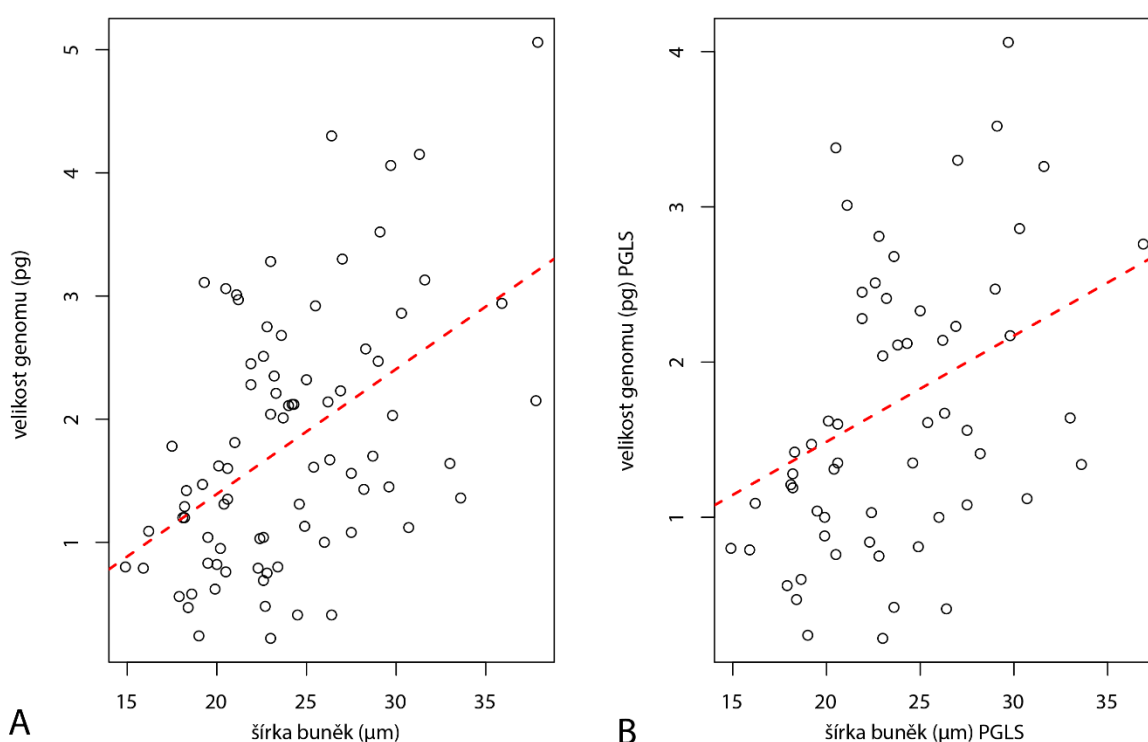 velikost genomu (pg)
5
4
3
2
1
15 20 25 30 35
šírka buněk (µm)
A
velikost genomu (pg) PGLS
4
3
2
1
15 20 25 30 35
šírka buněk (µm) PGLS
B